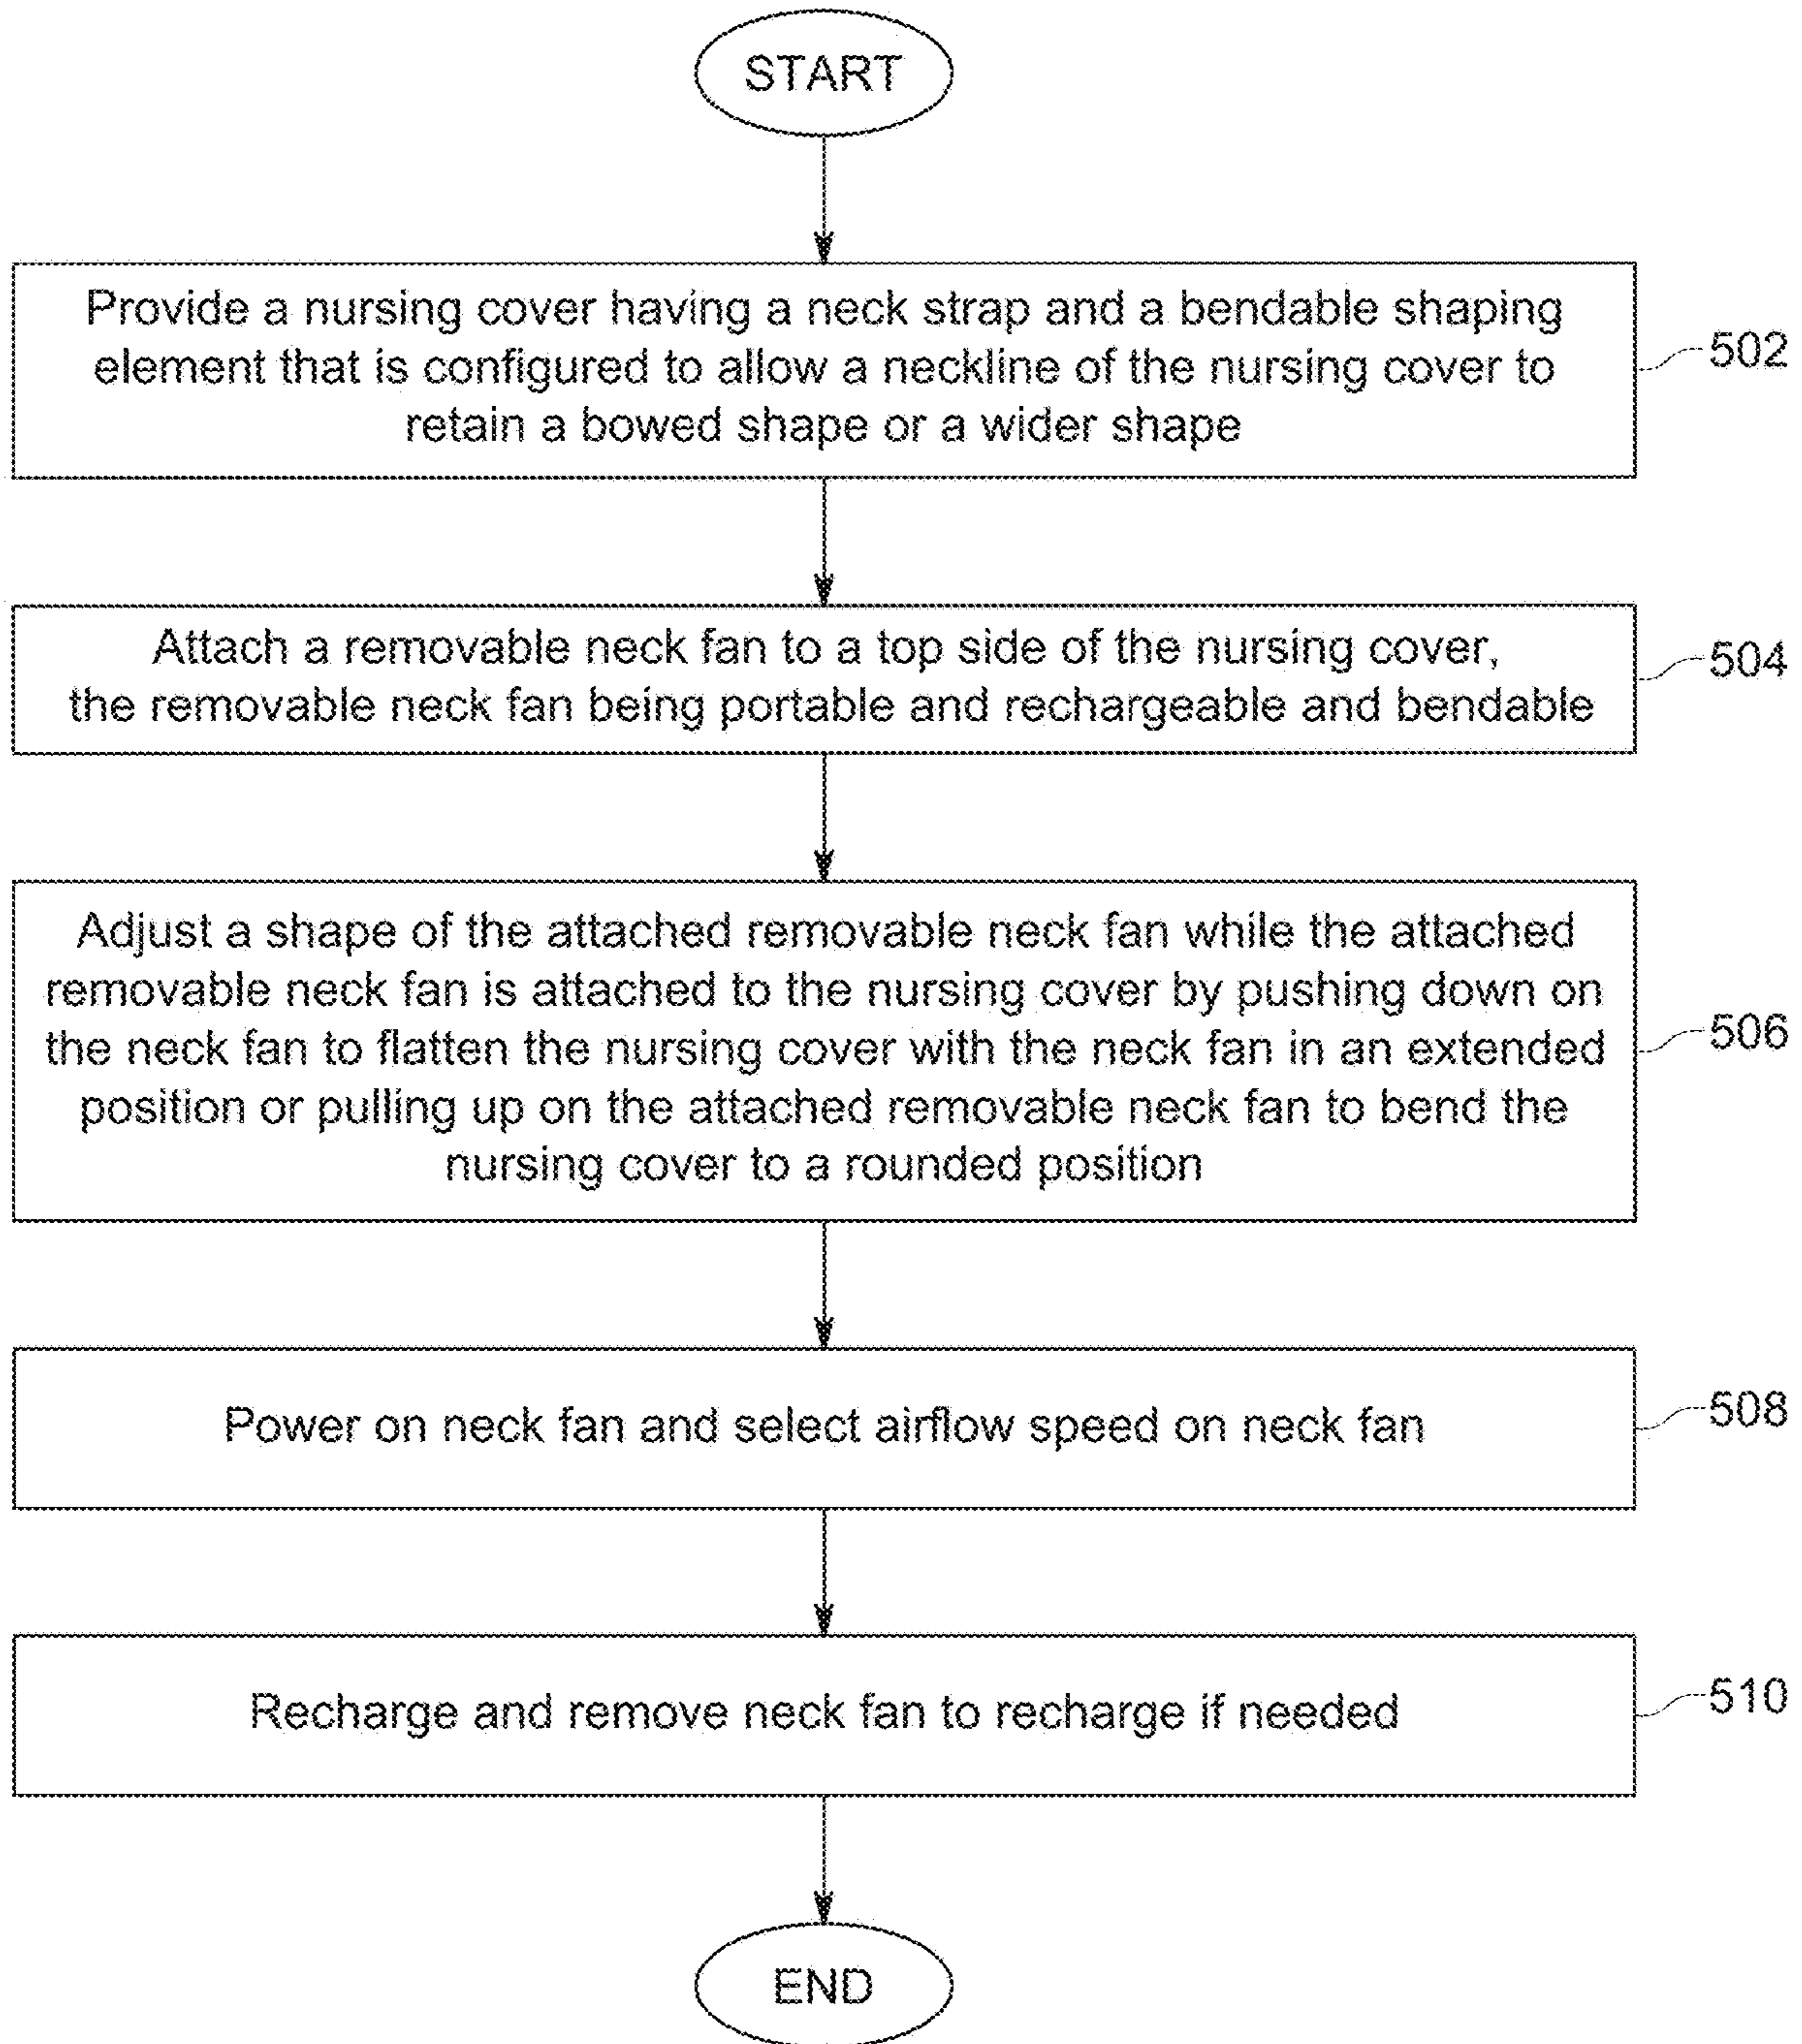 START
Provide a nursing cover having a neck strap and a bendable shaping
element that is configured to allow a neckline of the nursing cover to
retain a bowed shape or a wider shape
502
Attach a removable neck fan to a top side of the nursing cover,
the removable neck fan being portable and rechargeable and bendable
504
Adjust a shape of the attached removable neck fan while the attached
removable neck fan is attached to the nursing cover by pushing down on
the neck fan to flatten the nursing cover with the neck fan in an extended
position or pulling up on the attached removable neck fan to bend the
nursing cover to a rounded position
506
Power on neck fan and select airflow speed on neck fan
508
Recharge and remove neck fan to recharge if needed
510
END